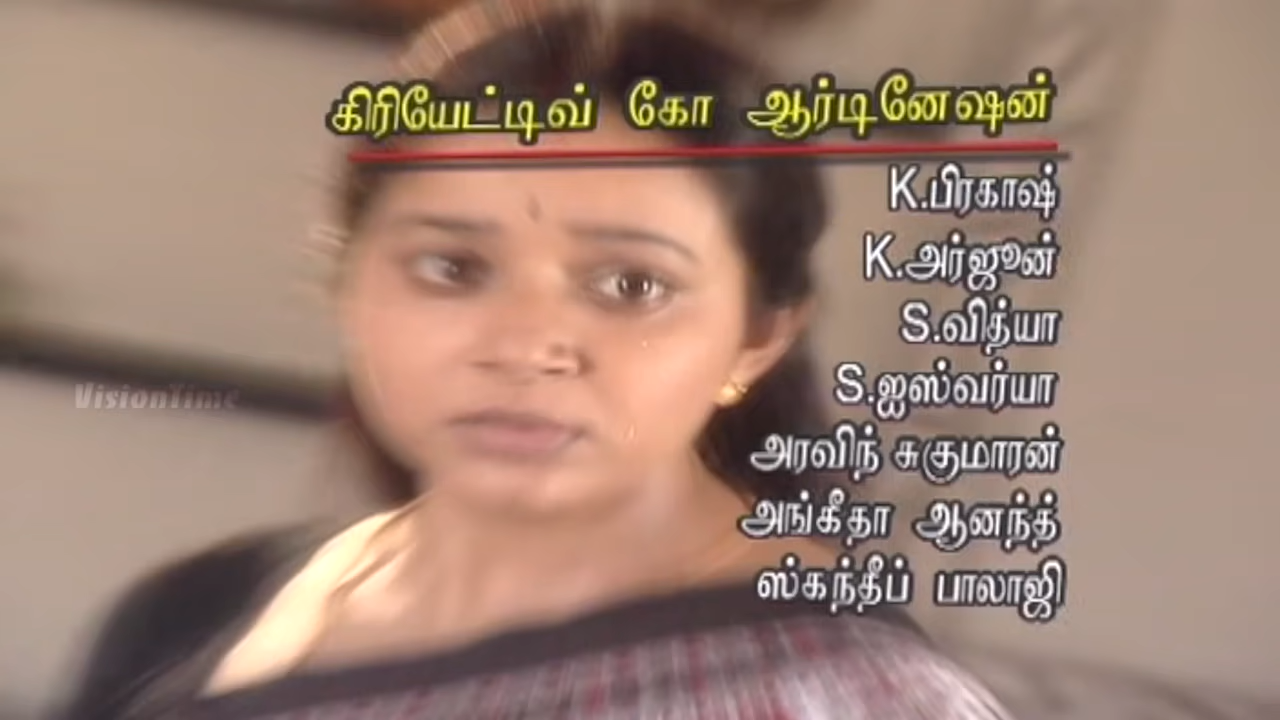 கிரியேட்டிவ் கோ ஆர்டினேஷன்
K.பிரகாஷ்
K.அர்ஜூன்
S.வித்யா
S.ஐஸ்வர்யா
VisionTime
அரவிந் சுகுமாரன்
அங்கீதா ஆனந்த்
ஸ்கந்தீப் பாலாஜி